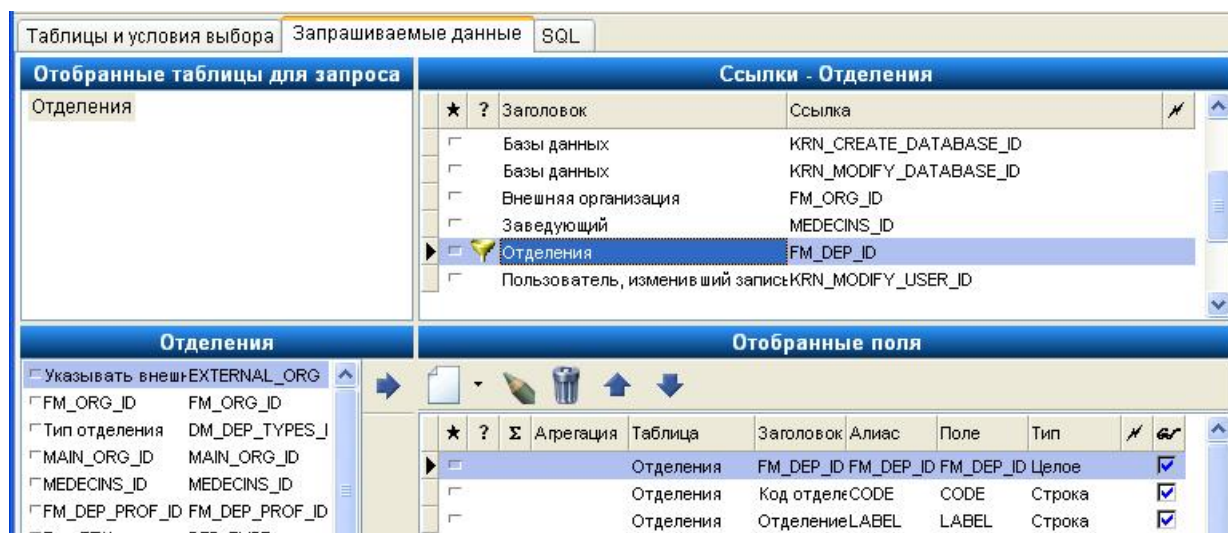 Таблицы и условия выбора Запрашиваемые данные SQL
Отобранные таблицы для запроса
Отделения
Ссылки - Отделения
★ ? Заголовок Ссылка
Базы данных KRN_CREATE_DATABASE_ID
Базы данных KRN_MODIFY_DATABASE_ID
Внешняя организация FM_ORG_ID
Заведующий MEDECINS_ID
Отделения FM_DEP_ID
Пользователь, изменивший запись KRN_MODIFY_USER_ID
Отделения
Указывать EXTERNAL_ORG
FM_ORG_ID FM_ORG_ID
Тип отделения DM_DEP_TYPES_I
MAIN_ORG_ID MAIN_ORG_ID
MEDECINS_ID MEDECINS_ID
FM_DEP_PROF_ID FM_DEP_PROF_ID
Отобранные поля
★ ? Σ Агрегация Таблица Заголовок Алиас Поле Тип
Отделения FM_DEP_ID FM_DEP_ID FM_DEP_ID Целое
Отделения Код отделе CODE CODE Строка
Отделения Отделение LABEL LABEL Строка